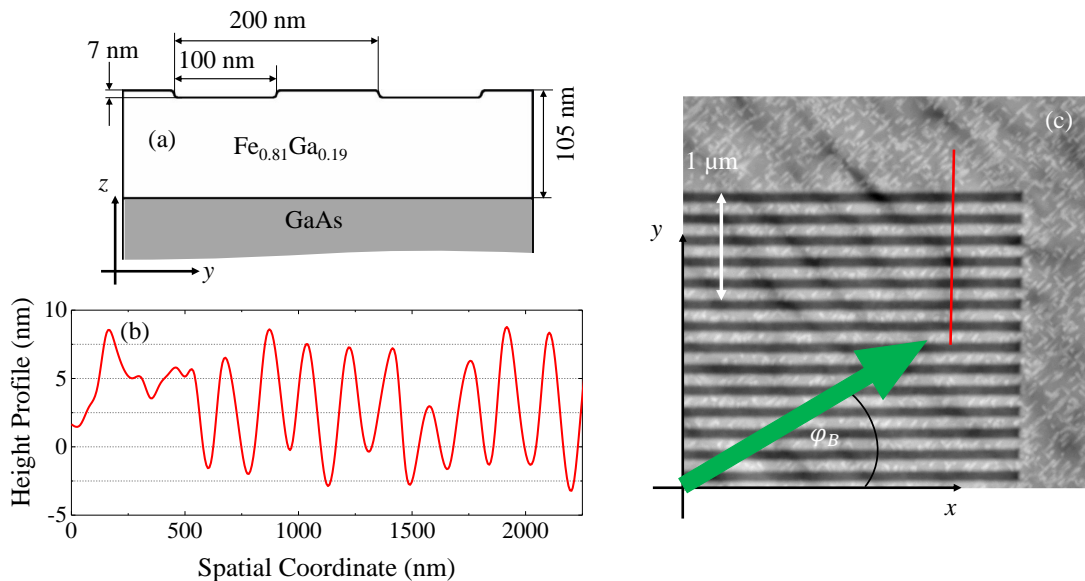 200 nm
7 nm
100 nm
(a)
Fe0.81Ga0.19
105 nm
z
GaAs
y
(b)
Height Profile (nm)
10
5
0
-5
0
500
1000
1500
2000
Spatial Coordinate (nm)
(c)
1 μm
y
φB
x